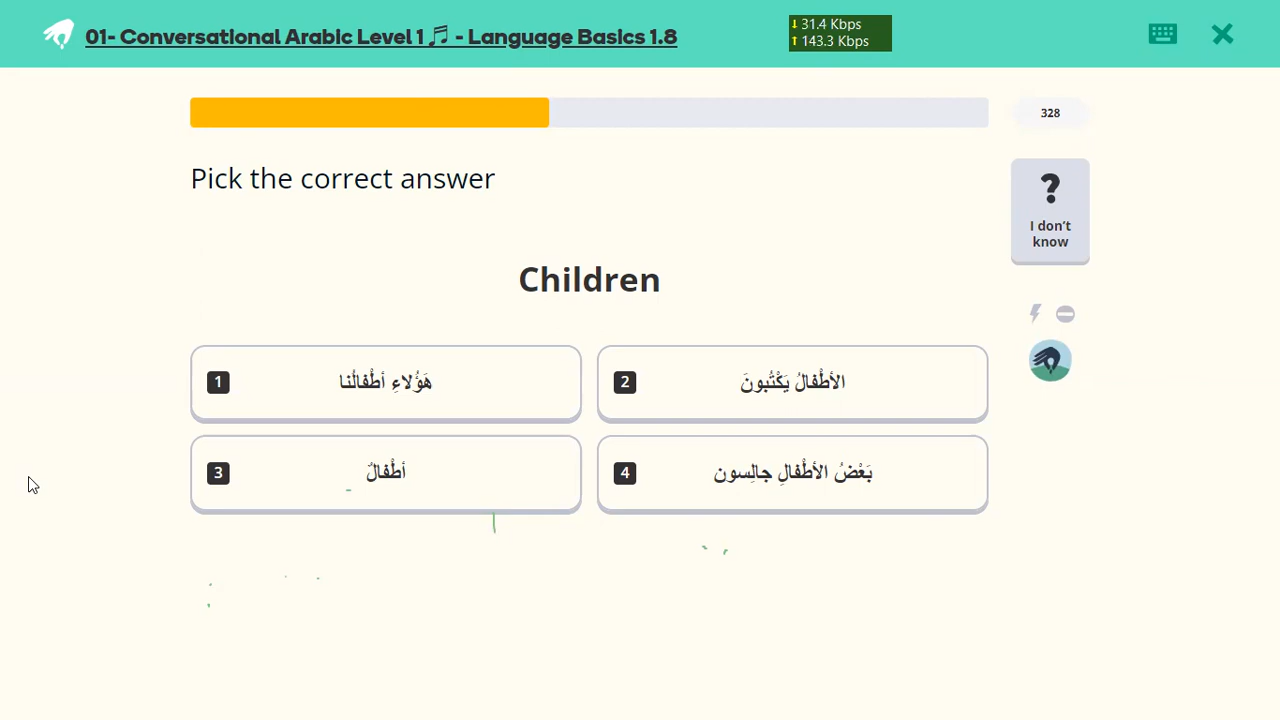 01- Conversational Arabic Level 1🎵 - Language Basics 1.8
↓ 31.4 Kbps
↑ 143.3 Kbps
328
Pick the correct answer
?
I don't
know
Children
1 هَؤُلاءِ أطْفالُنا
2 الأطْفالُ يَكْتُبونَ
3 أطْفالٌ
4 بَعْضُ الأطْفالِ جالِسون